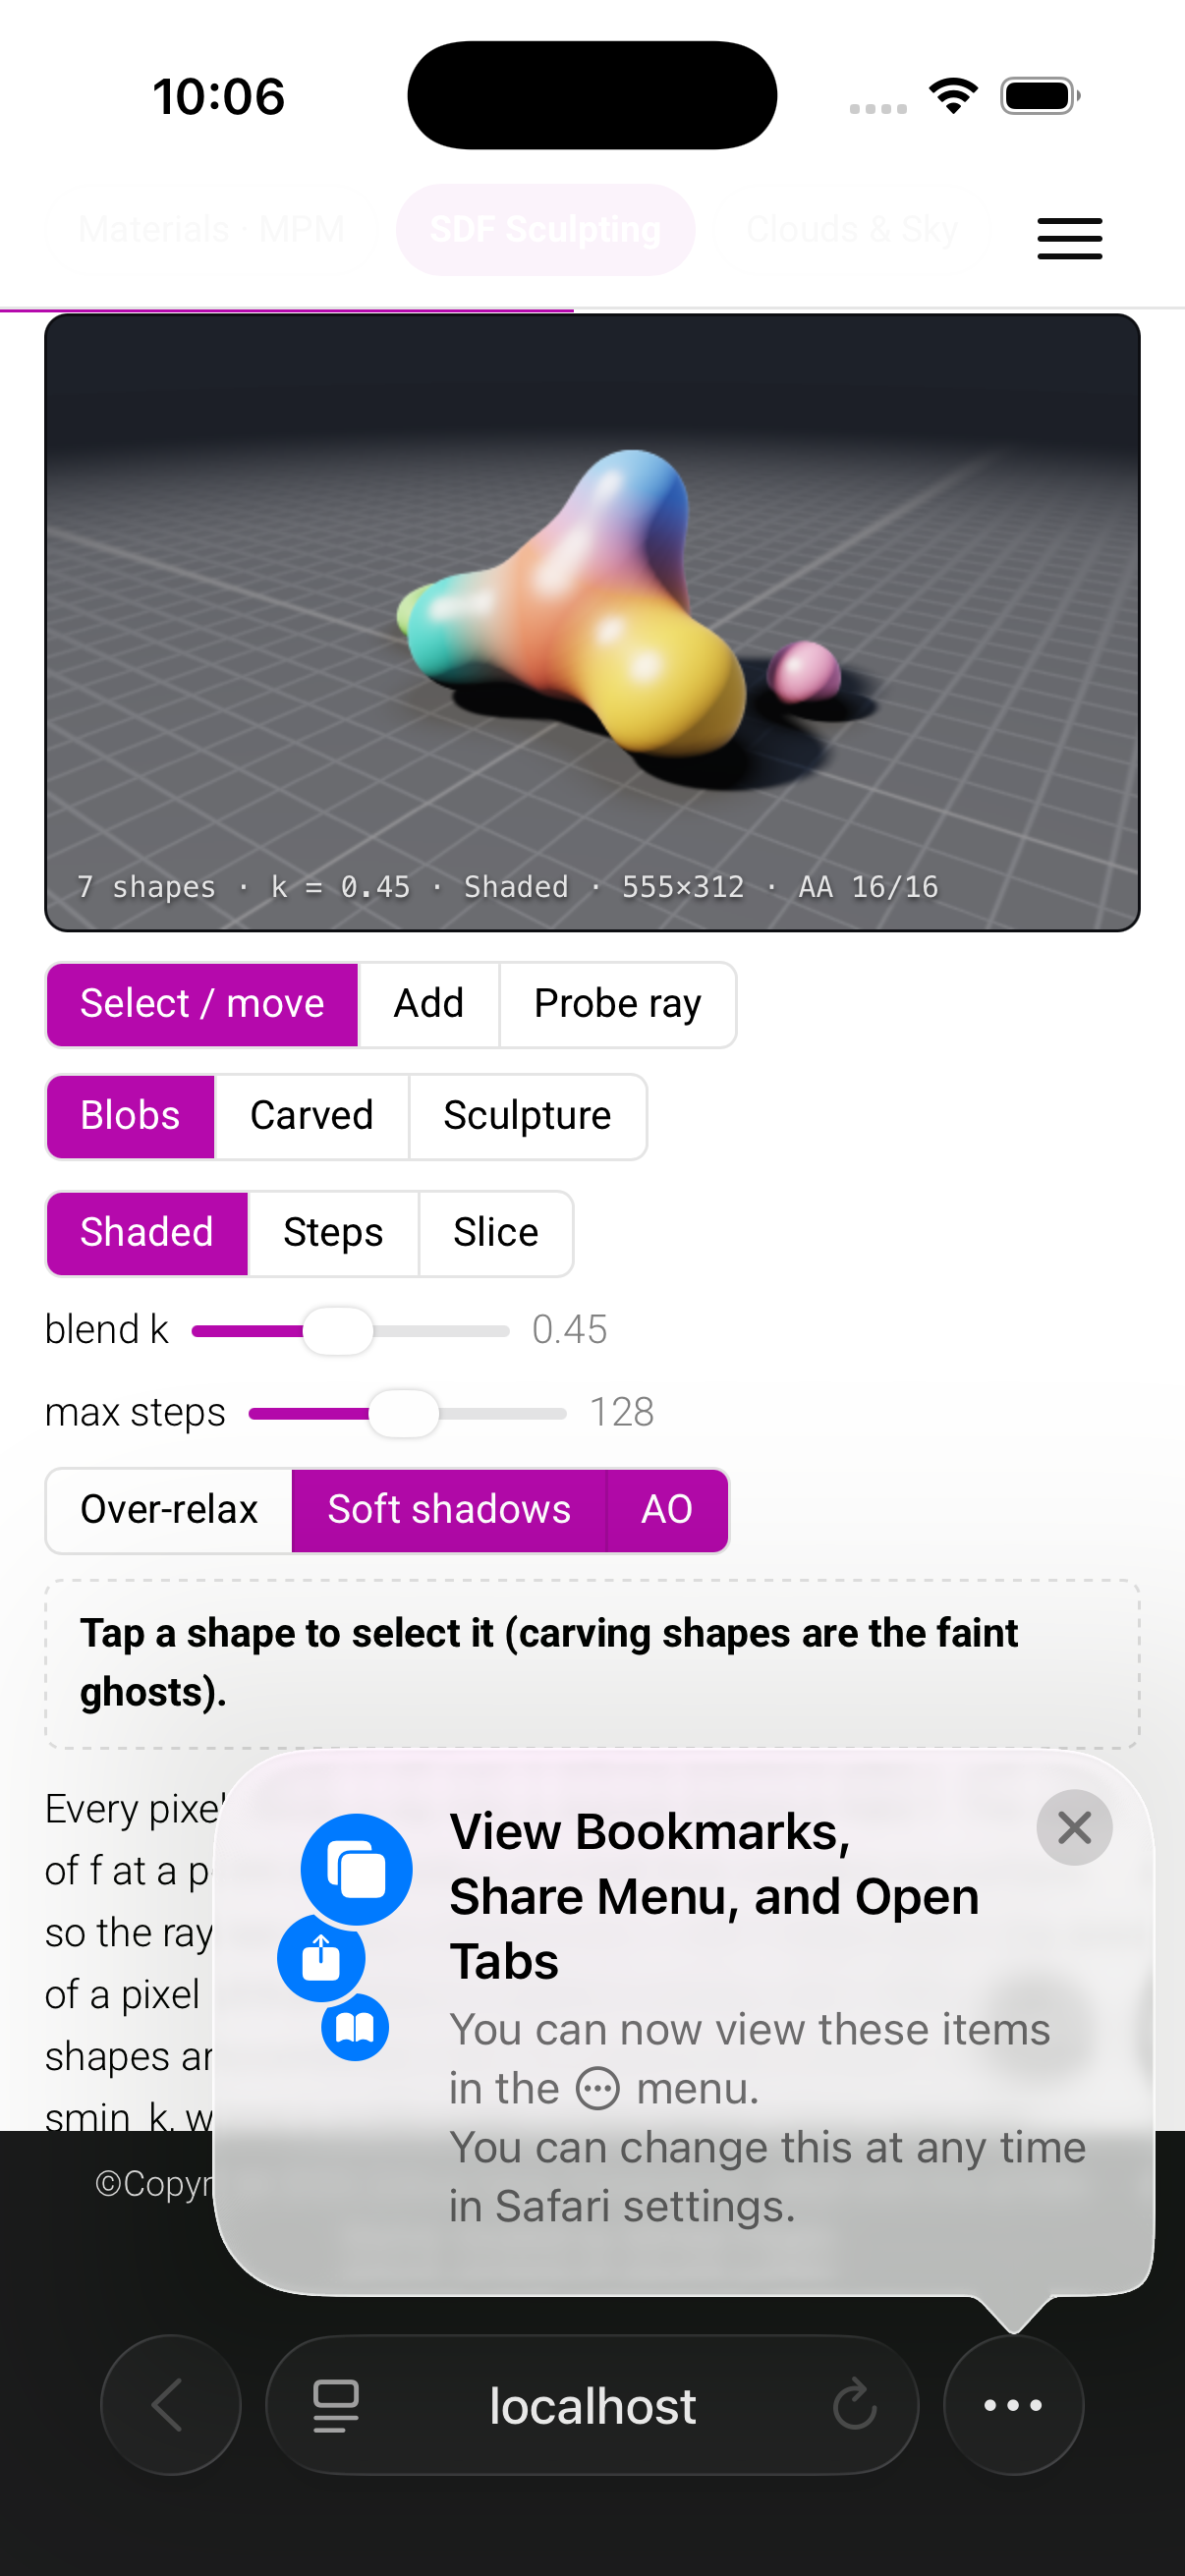 10:06
Materials · MPM
SDF Sculpting
Clouds & Sky
7 shapes · k = 0.45 · Shaded · 555×312 · AA 16/16
Select / move
Add
Probe ray
Blobs
Carved
Sculpture
Shaded
Steps
Slice
blend k
0.45
max steps
128
Over-relax
Soft shadows
AO
Tap a shape to select it (carving shapes are the faint
ghosts).
Every
of f at a
so the ray
of a pixel
shapes
smin_k,
View Bookmarks,
Share Menu, and Open
Tabs
You can now view these items
in the ··· menu.
You can change this at any time
in Safari settings.
localhost